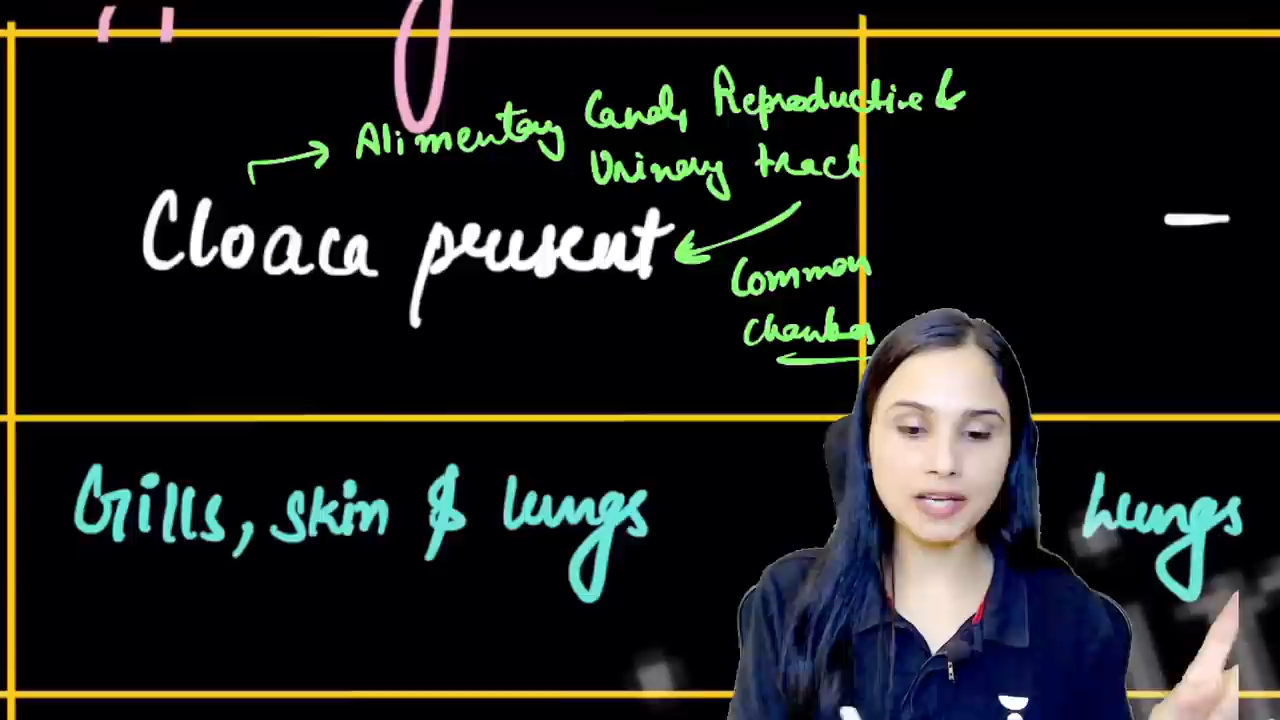 Alimentary Canal, Reproductive &
Urinary tract
Cloaca present
–
Common
Chamber
Gills, skin & lungs
Lungs